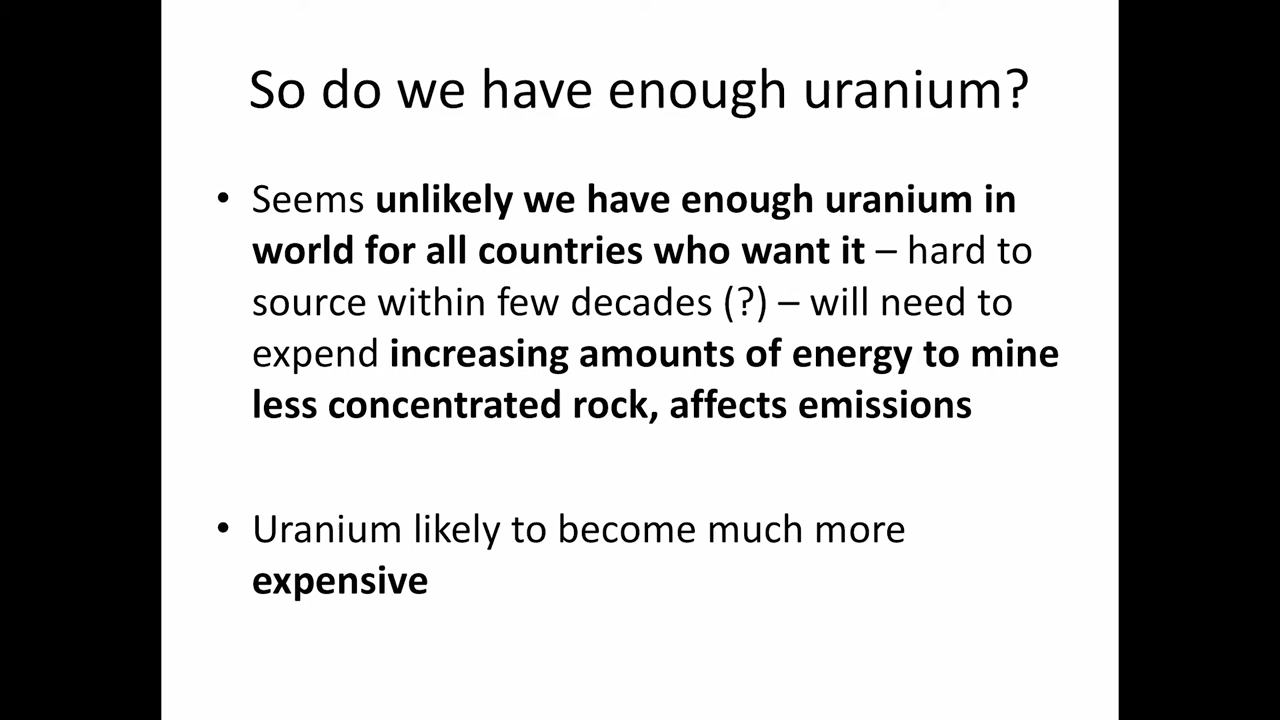 So do we have enough uranium?
• Seems unlikely we have enough uranium in
world for all countries who want it – hard to
source within few decades (?) – will need to
expend increasing amounts of energy to mine
less concentrated rock, affects emissions
• Uranium likely to become much more
expensive